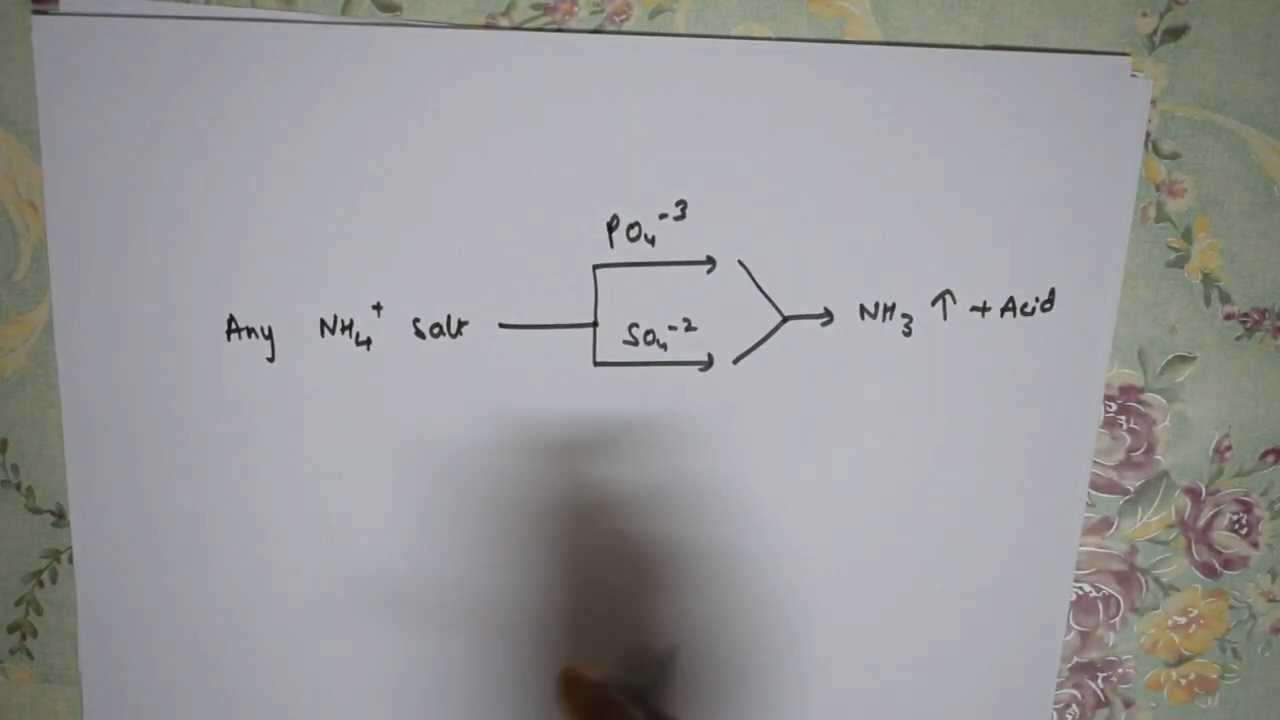 PO₄⁻³
Any NH₄⁺ salt → SO₄⁻² → NH₃ ↑ + Acid